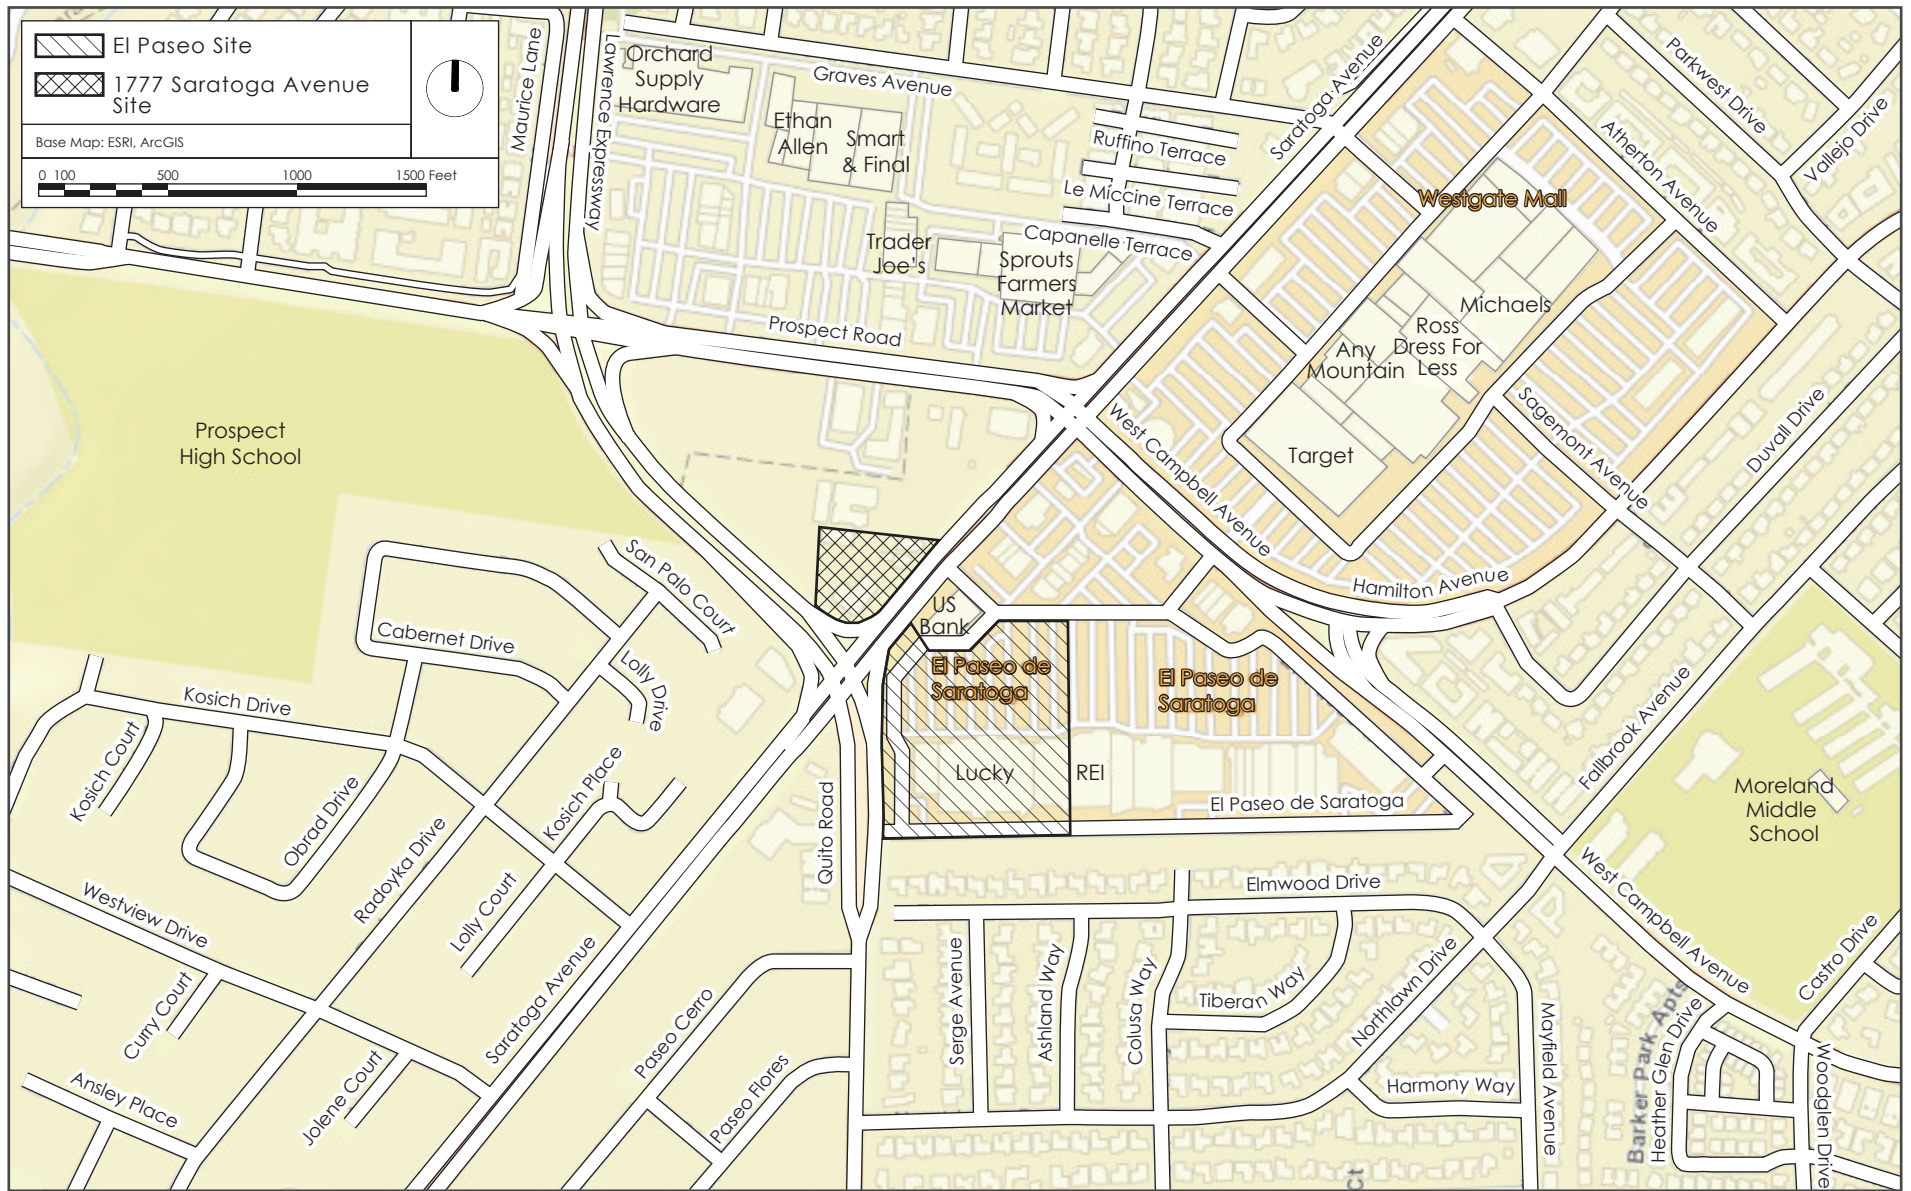 El Paseo Site
1777 Saratoga Avenue
Site
Base Map: ESRI, ArcGIS
0 100 500 1000 1500 Feet
Maurice Lane
Lawrence Expressway
Orchard
Supply
Hardware
Graves Avenue
Ethan
Allen
Smart
& Final
Ruffino Terrace
Le Miccine Terrace
Capanelle Terrace
Saratoga Avenue
Parkwest Drive
Vallejo Drive
Atherton Avenue
Westgate Mall
Trader
Joe's
Sprouts
Farmers
Market
Prospect Road
Michaels
Ross
Dress For
Less
Any
Mountain
Target
Sagemont Avenue
Duvall Drive
West Campbell Avenue
Hamilton Avenue
Prospect
High School
San Palo Court
Cabernet Drive
Lolly Drive
Kosich Drive
Kosich Court
Obrad Drive
Kosich Place
Radoyka Drive
Lolly Court
US
Bank
El Paseo de
Saratoga
El Paseo de
Saratoga
Lucky
REI
El Paseo de Saratoga
Quito Road
Fallbrook Avenue
Moreland
Middle
School
Westview Drive
Curry Court
Saratoga Avenue
Ansley Place
Jolene Court
Paseo Cerro
Paseo Flores
Elmwood Drive
Serge Avenue
Ashland Way
Colusa Way
Tiberan Way
Northlawn Drive
Harmony Way
Mayfield Avenue
West Campbell Avenue
Castro Drive
Barker Park Apts
Heather Glen Drive
Woodglen Drive
ct